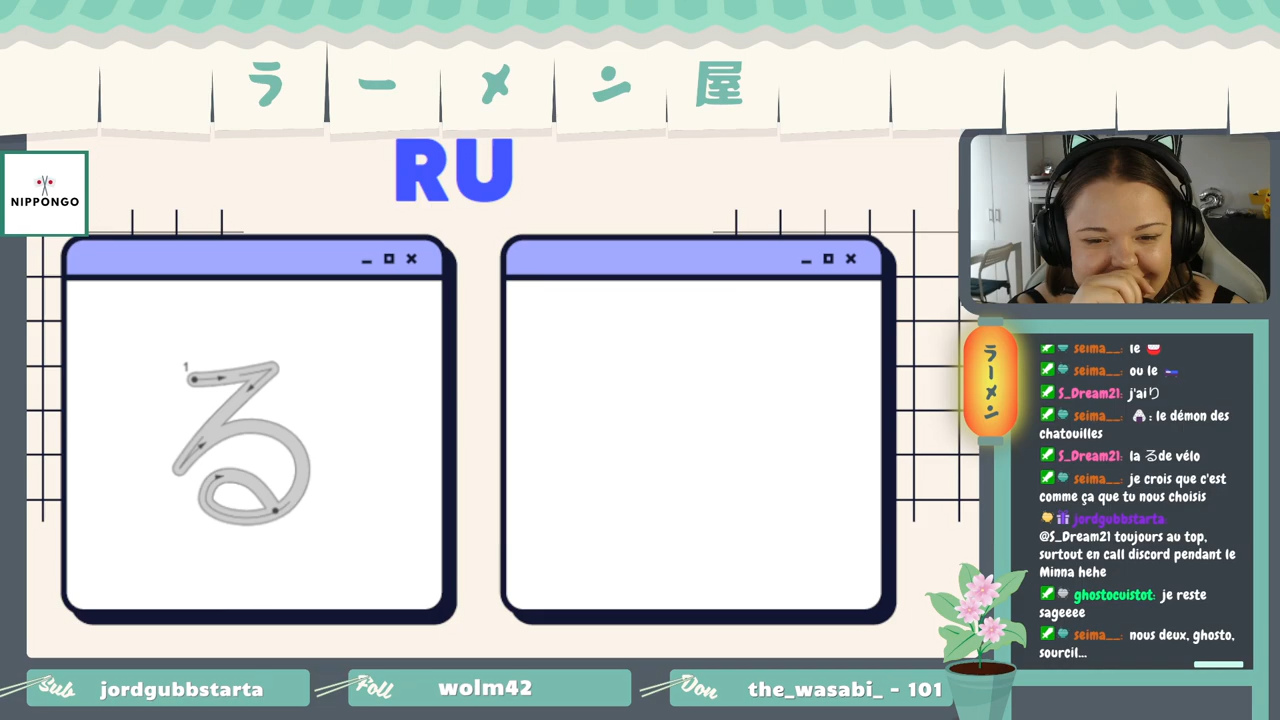 ラーメン屋
RU
NIPPONGO
1
る
ラーメン
seima__: le
seima__: ou le
S_Dream21: j'aiり
seima__: : le démon des
chatouilles
S_Dream21: la るde vélo
seima__: je crois que c'est
comme ça que tu nous choisis
jordgubbstarta:
@S_Dream21 toujours au top,
surtout en call discord pendant le
Minna hehe
ghostocuistot: je reste
sageeee
seima__: nous deux, ghosto,
sourcil...
Sub jordgubbstarta
Foll wolm42
Don the_wasabi_ - 101